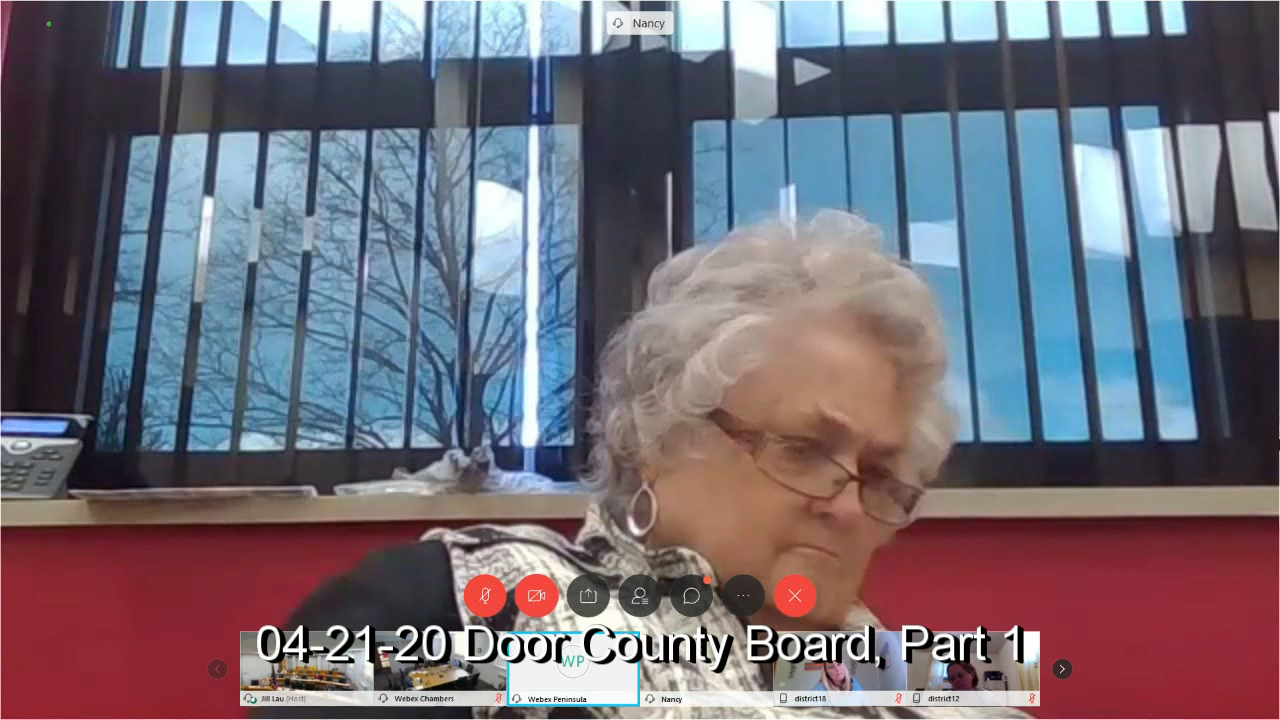 Nancy
04-21-20 Door County Board, Part 1
WP
Jill Lau (Host)
Webex Chambers
Webex Peninsula
Nancy
district18
district12